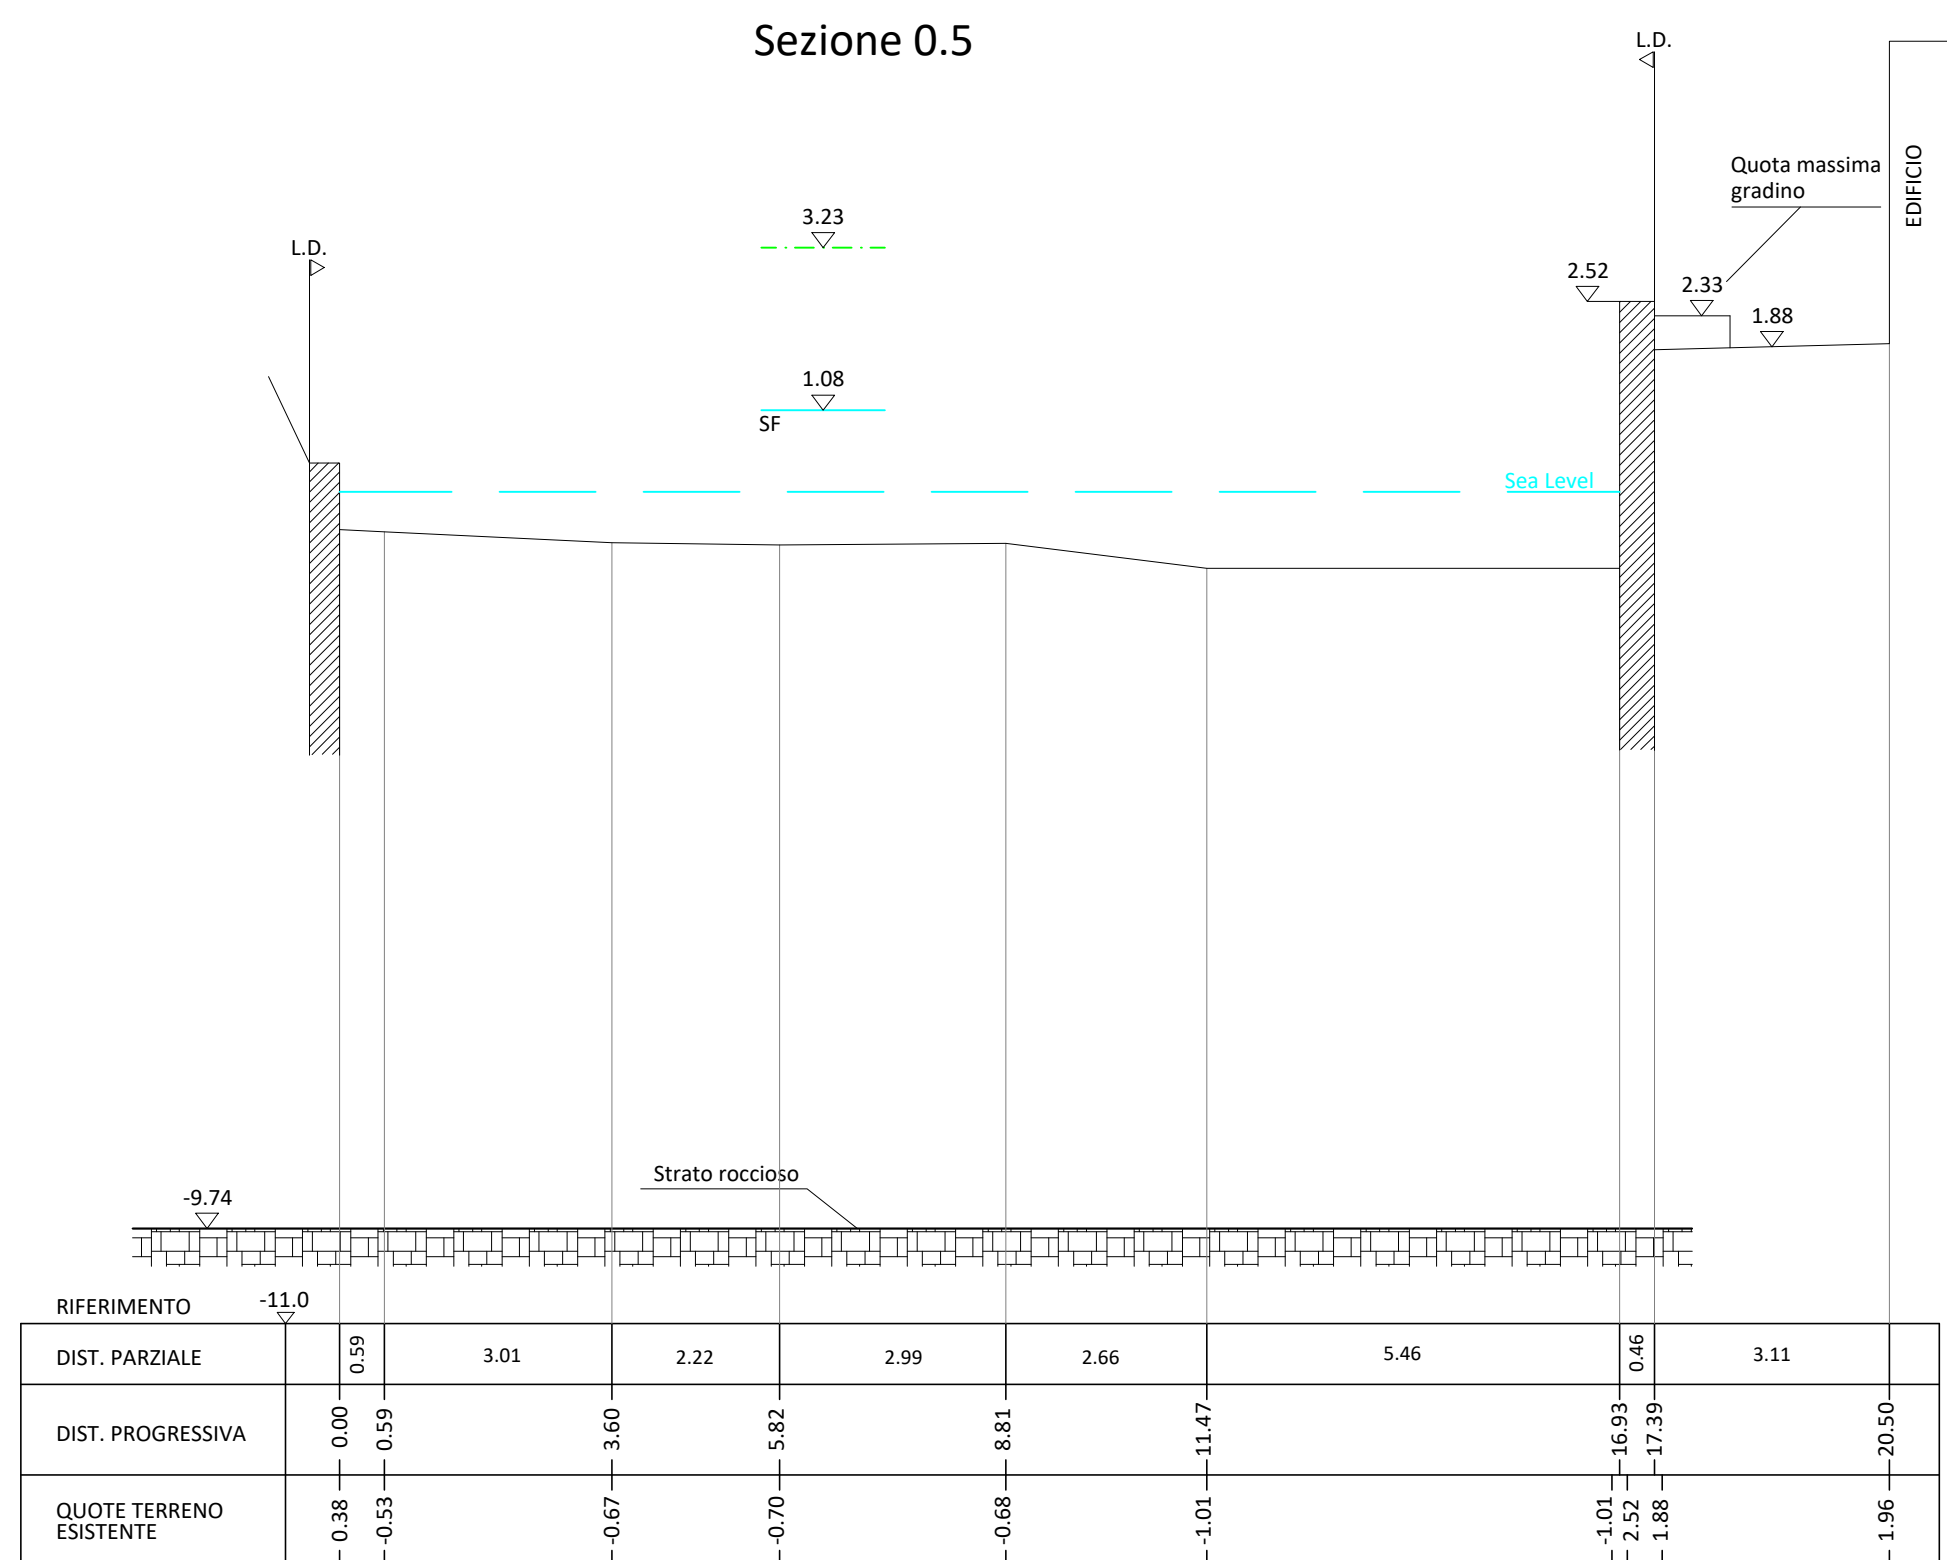 Sezione 0.5
L.D.
Quota massima
gradino
EDIFICIO
3.23
L.D.
2.52
2.33
1.88
1.08
SF
Sea Level
Strato roccioso
-9.74
RIFERIMENTO
-11.0
DIST. PARZIALE
0.59
3.01
2.22
2.99
2.66
5.46
0.46
3.11
DIST. PROGRESSIVA
0.00
0.59
3.60
5.82
8.81
11.47
16.93
17.39
20.50
QUOTE TERRENO
ESISTENTE
0.38
-0.53
-0.67
-0.70
-0.68
-1.01
-1.01
2.52
1.88
1.96